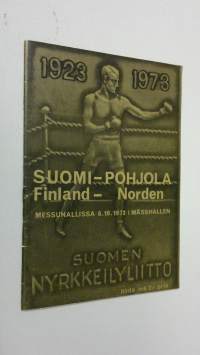 1923 1973
SUOMI-POHJOLA
Finland - Norden
MESSUHALLISSA 6.10.1973 I MÄSSHALLEN
SUOMEN
NYRKKEILYLIITTO